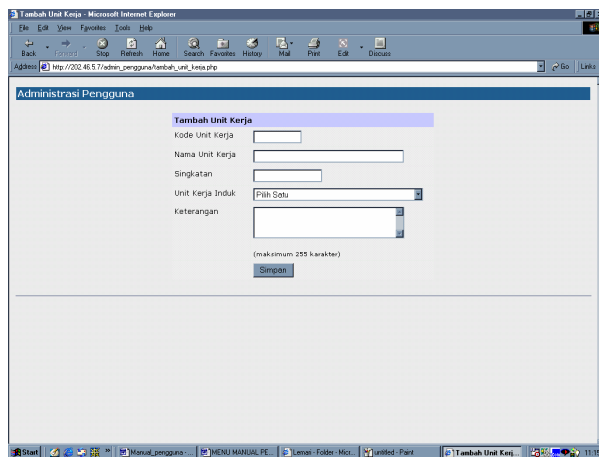 Tambah Unit Kerja - Microsoft Internet Explorer
File Edit View Favorites Tools Help
Back Forward Stop Refresh Home Search Favorites History Mail Print Edit Discuss
Address http://202.46.5.7/admin_pengguna/tambah_unit_kerja.php Go Links
Administrasi Pengguna
Tambah Unit Kerja
Kode Unit Kerja
Nama Unit Kerja
Singkatan
Unit Kerja Induk Pilih Satu
Keterangan
(maksimum 255 karakter)
Simpan
Start Manual_pengguna -... MENU MANUAL PE... Lemari - Folder - Micr... untitled - Paint Tambah Unit Kerj... 11:15